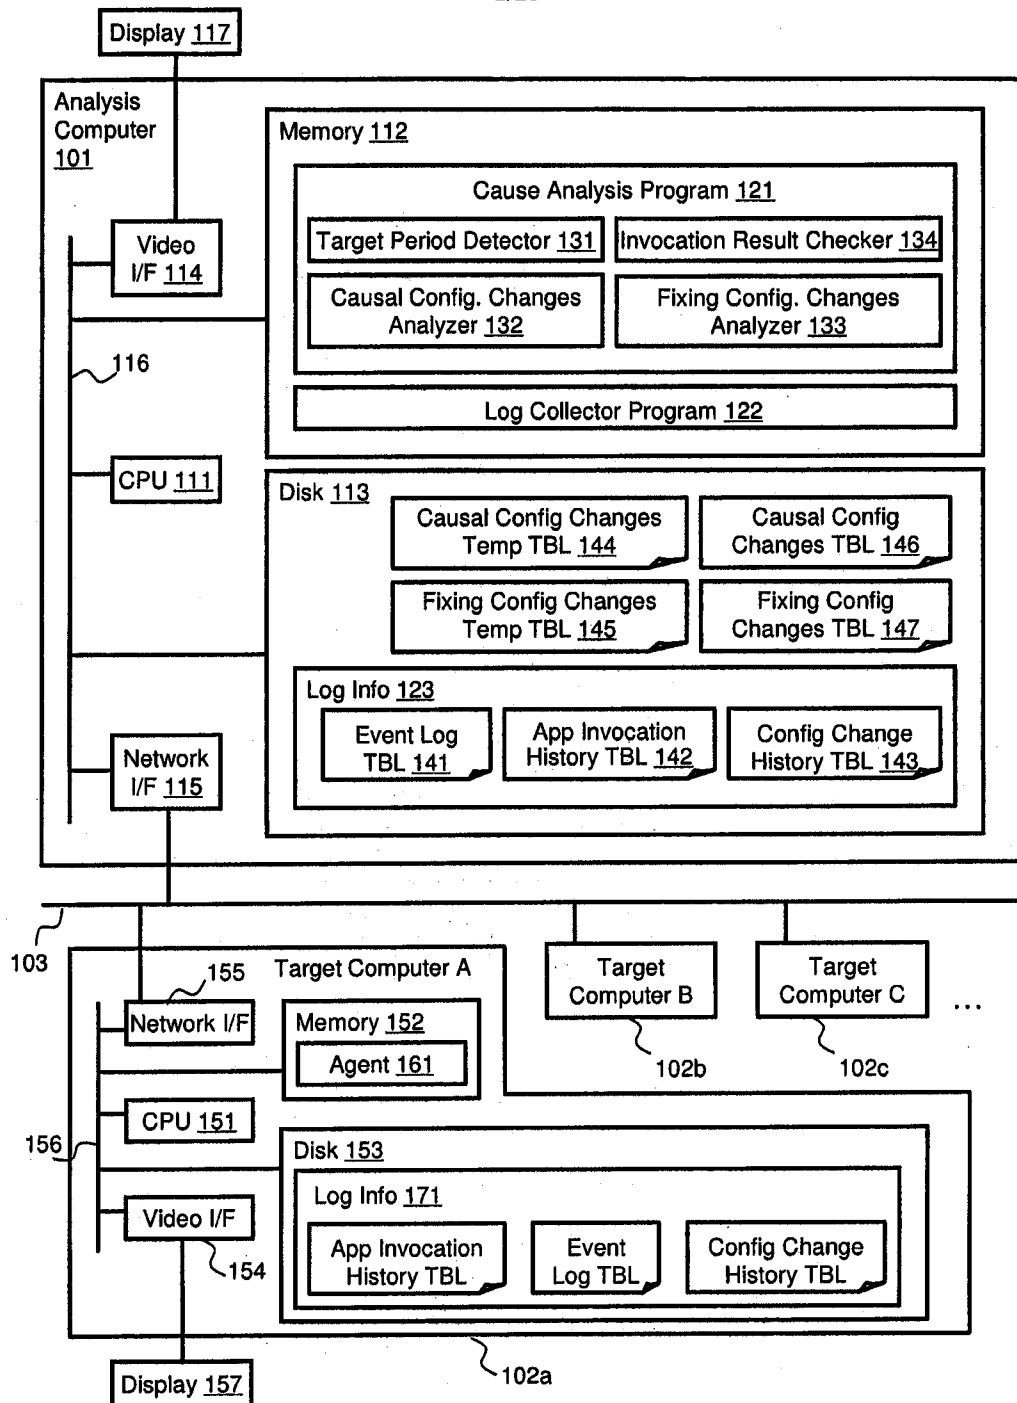 Display 117
Analysis
Computer
101
Memory 112
Cause Analysis Program 121
Target Period Detector 131
Invocation Result Checker 134
Causal Config. Changes
Analyzer 132
Fixing Config. Changes
Analyzer 133
Log Collector Program 122
Video
I/F 114
116
CPU 111
Disk 113
Causal Config Changes
Temp TBL 144
Causal Config
Changes TBL 146
Fixing Config Changes
Temp TBL 145
Fixing Config
Changes TBL 147
Log Info 123
Event Log
TBL 141
App Invocation
History TBL 142
Config Change
History TBL 143
Network
I/F 115
103
Target Computer A
155
Network I/F
Memory 152
Agent 161
Target
Computer B
102b
Target
Computer C
102c
...
CPU 151
156
Disk 153
Log Info 171
App Invocation
History TBL
Event
Log TBL
Config Change
History TBL
Video I/F
154
102a
Display 157